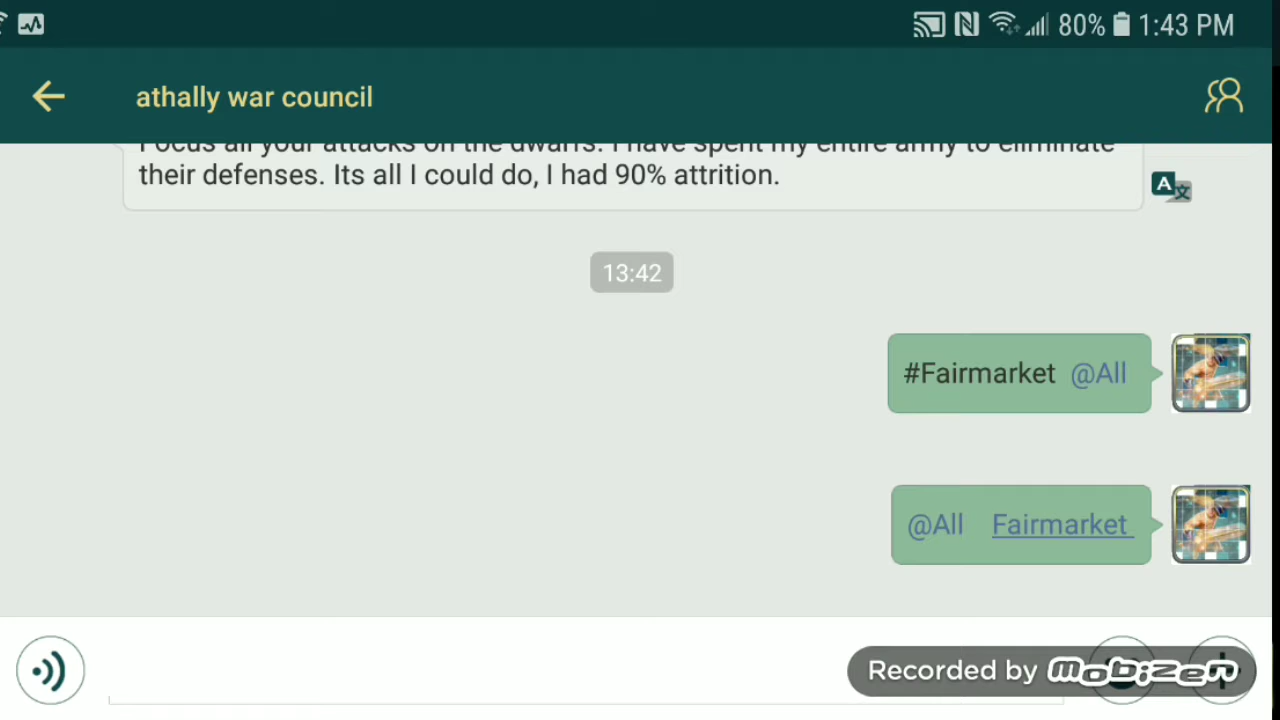 80% 1:43 PM
athally war council
Focus all your attacks on the dwarfs. I have spent my entire army to eliminate
their defenses. Its all I could do, I had 90% attrition.
A 文
13:42
#Fairmarket @All
@All Fairmarket
Recorded by mobizen